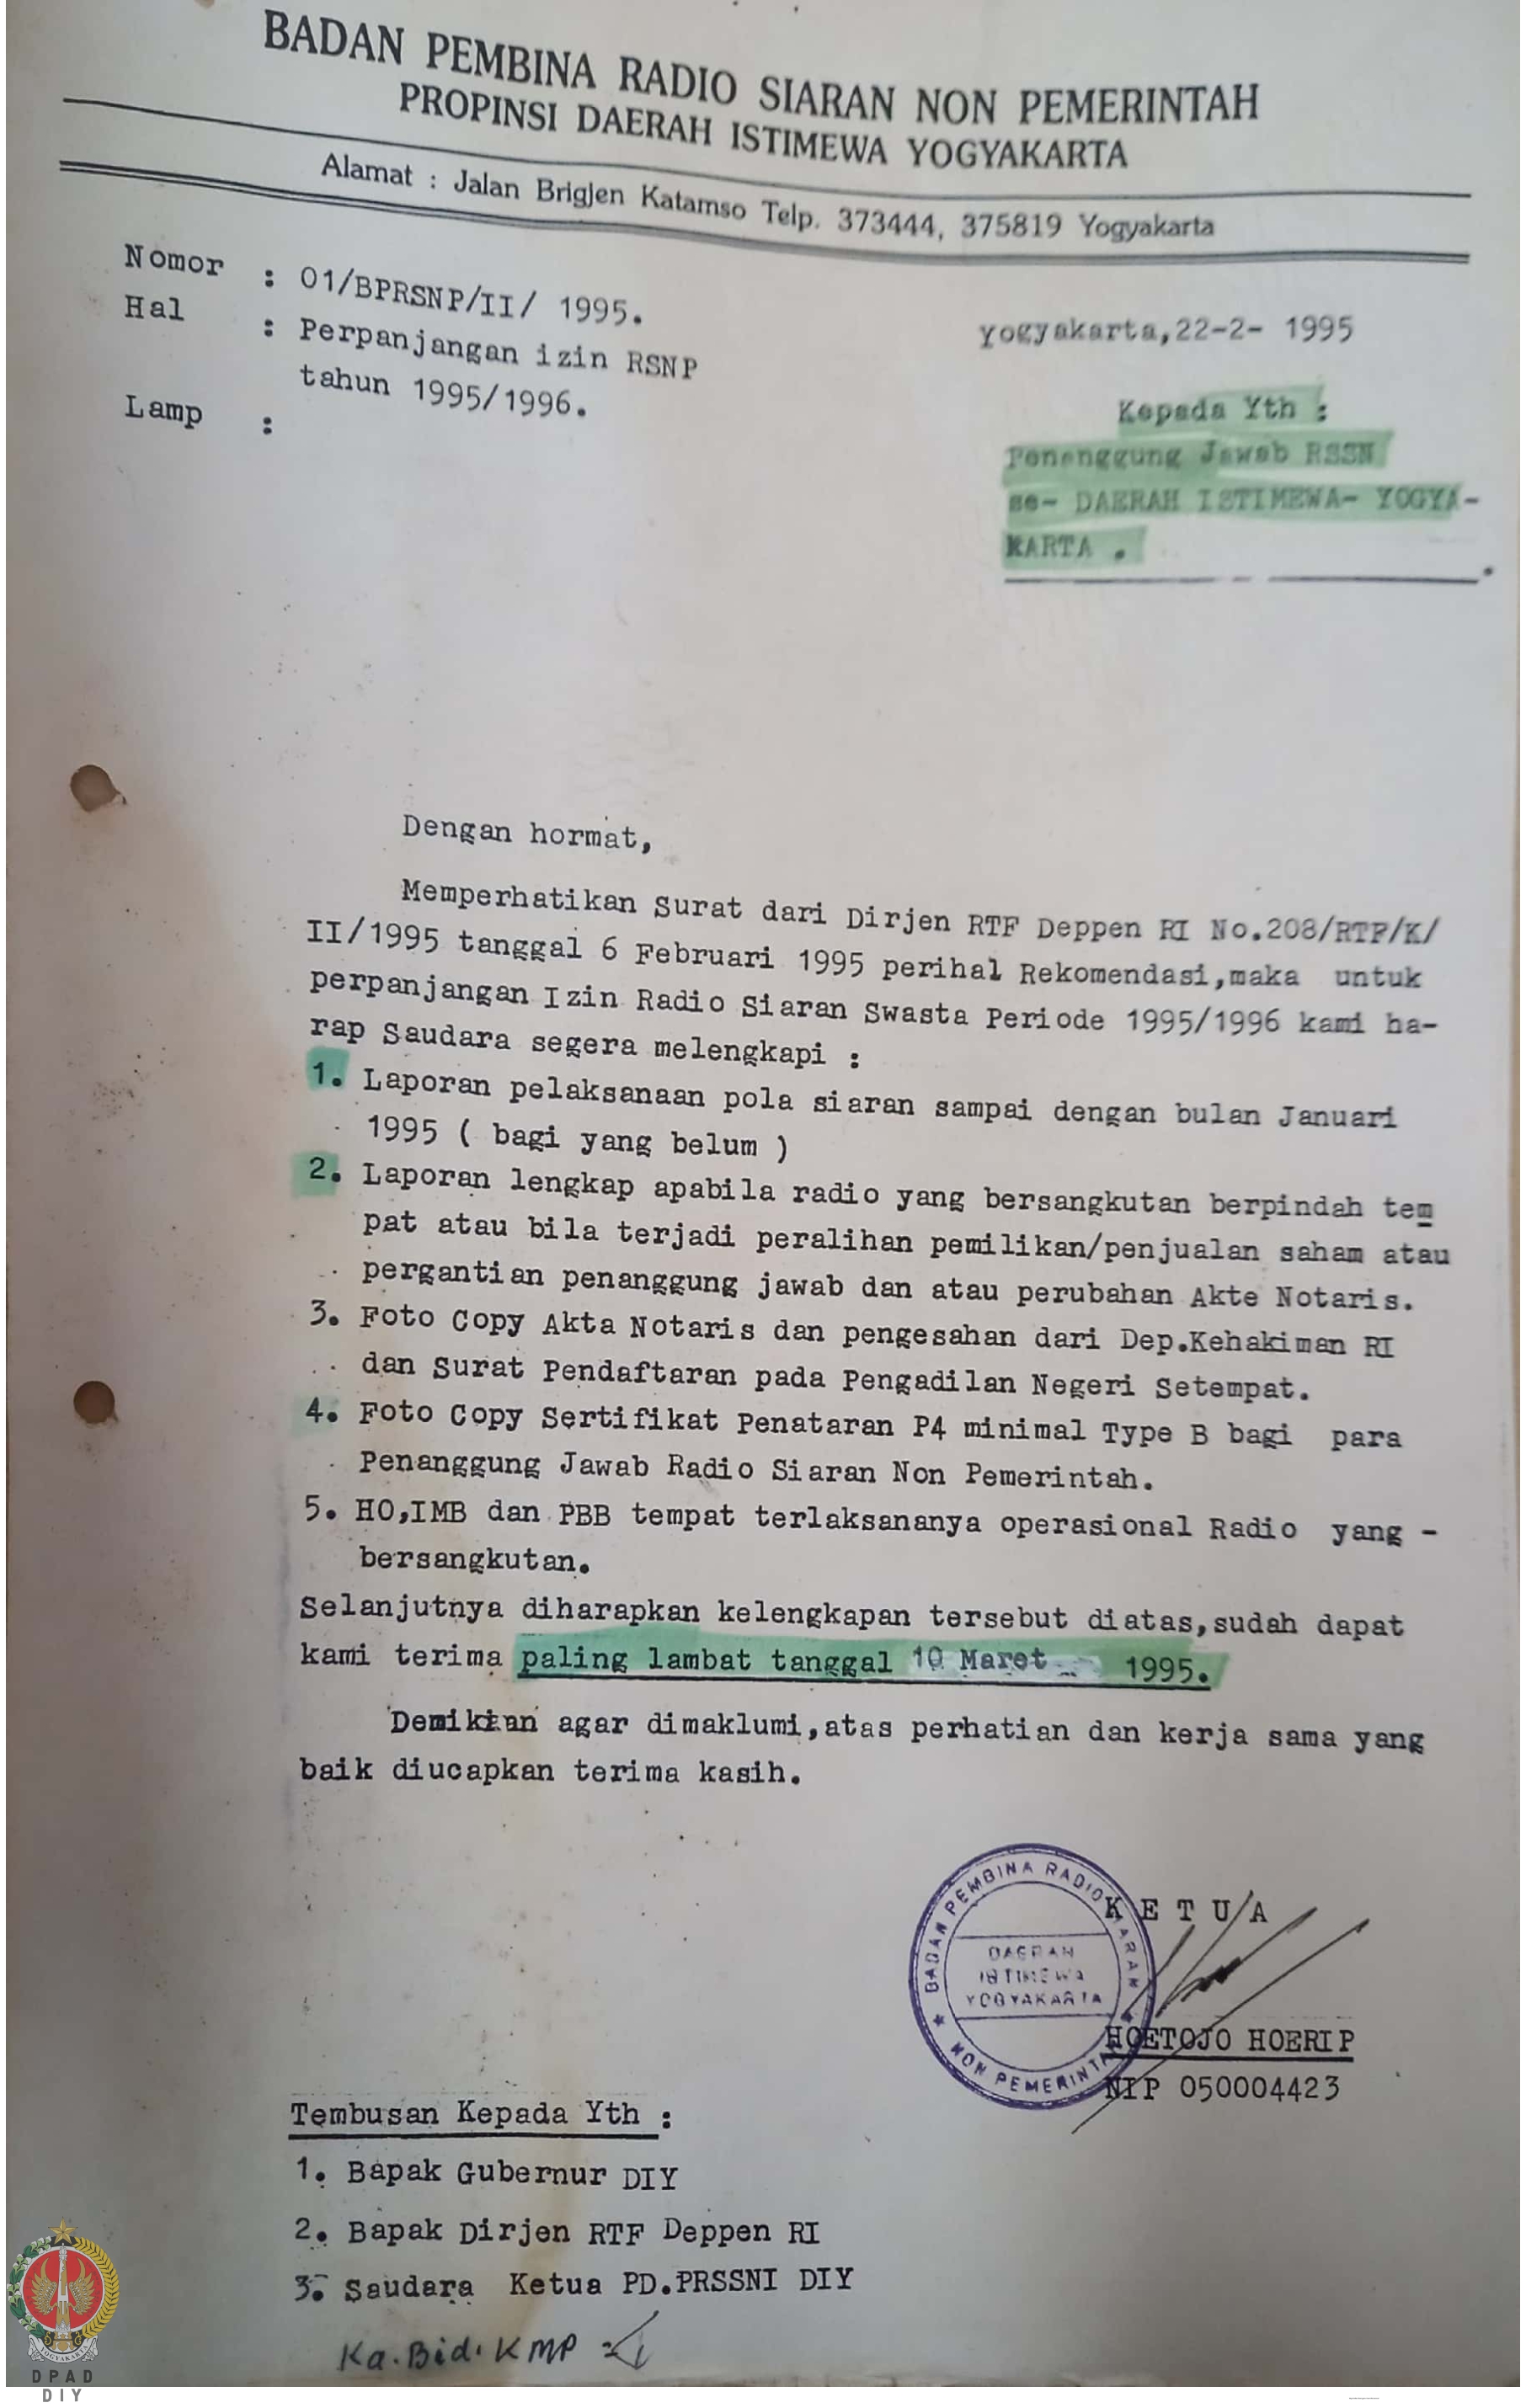 BADAN PEMBINA RADIO SIARAN NON PEMERINTAH
PROPINSI DAERAH ISTIMEWA YOGYAKARTA
Alamat : Jalan Brigjen Katamso Telp. 373444, 375819 Yogyakarta
Nomor : 01/BPRSNP/II/ 1995.
Hal : Perpanjangan izin RSNP
tahun 1995/1996.
Lamp :
Yogyakarta,22-2- 1995
Kepada Yth :
Penanggung Jawab RSSN
se- DAERAH ISTIMEWA- YOGYA-
KARTA .
Dengan hormat,
Memperhatikan Surat dari Dirjen RTF Deppen RI No.208/RTF/K/
II/1995 tanggal 6 Februari 1995 perihal Rekomendasi,maka untuk
perpanjangan Izin Radio Siaran Swasta Periode 1995/1996 kami ha-
rap Saudara segera melengkapi :
1. Laporan pelaksanaan pola siaran sampai dengan bulan Januari
1995 ( bagi yang belum )
2. Laporan lengkap apabila radio yang bersangkutan berpindah tem
pat atau bila terjadi peralihan pemilikan/penjualan saham atau
pergantian penanggung jawab dan atau perubahan Akte Notaris.
3. Foto Copy Akta Notaris dan pengesahan dari Dep.Kehakiman RI
dan Surat Pendaftaran pada Pengadilan Negeri Setempat.
4. Foto Copy Sertifikat Penataran P4 minimal Type B bagi para
Penanggung Jawab Radio Siaran Non Pemerintah.
5. HO,IMB dan PBB tempat terlaksananya operasional Radio yang -
bersangkutan.
Selanjutnya diharapkan kelengkapan tersebut diatas,sudah dapat
kami terima paling lambat tanggal 10 Maret 1995.
Demikian agar dimaklumi,atas perhatian dan kerja sama yang
baik diucapkan terima kasih.
BADAN PEMBINA RADIO SIARAN
DAERAH
ISTIMEWA
YOGYAKARTA
NON PEMERINTAH
K E T U A
HOETOJO HOERIP
NIP 050004423
Tembusan Kepada Yth :
1. Bapak Gubernur DIY
2. Bapak Dirjen RTF Deppen RI
3. Saudara Ketua PD.PRSSNI DIY
Ka. Bid. KMP
YOGYAKARTA
DPAD
DIY